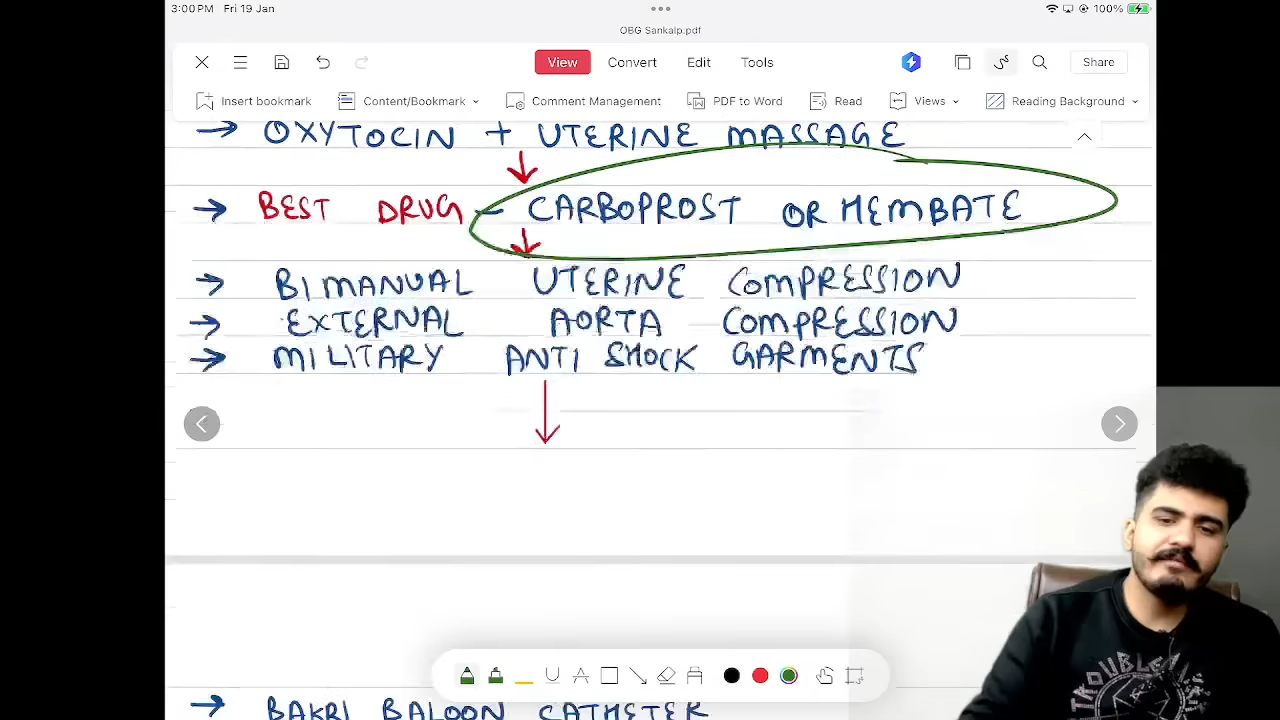 3:00PM Fri 19 Jan
100%
OBG Sankalp.pdf
View Convert Edit Tools Share
Insert bookmark Content/Bookmark Comment Management PDF to Word Read Views Reading Background
→ OXYTOCIN + UTERINE MASSAGE
→ BEST DRUG - CARBOPROST OR HEMBATE
→ BIMANUAL UTERINE COMPRESSION
→ EXTERNAL AORTA COMPRESSION
→ MILITARY ANTI SHOCK GARMENTS
→ BAKRI BALOON CATHETER